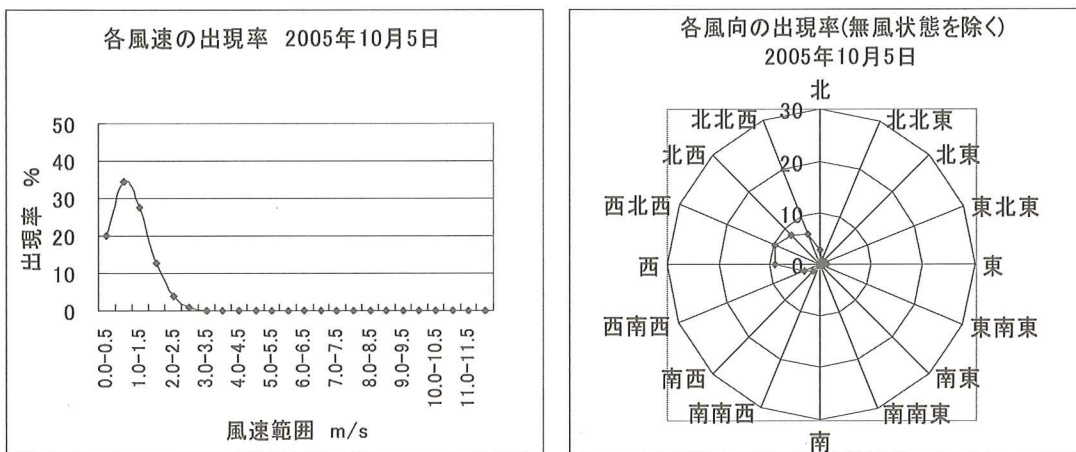 各風速の出現率 2005年10月5日
50
40
30
20
10
0
出現率 %
0.0-0.5
1.0-1.5
2.0-2.5
3.0-3.5
4.0-4.5
5.0-5.5
6.0-6.5
7.0-7.5
8.0-8.5
9.0-9.5
10.0-10.5
11.0-11.5
風速範囲 m/s
各風向の出現率(無風状態を除く)
2005年10月5日
北
北北東
北東
東北東
東
東南東
南東
南南東
南
南南西
南西
西南西
西
西北西
北西
北北西
30
20
10
0